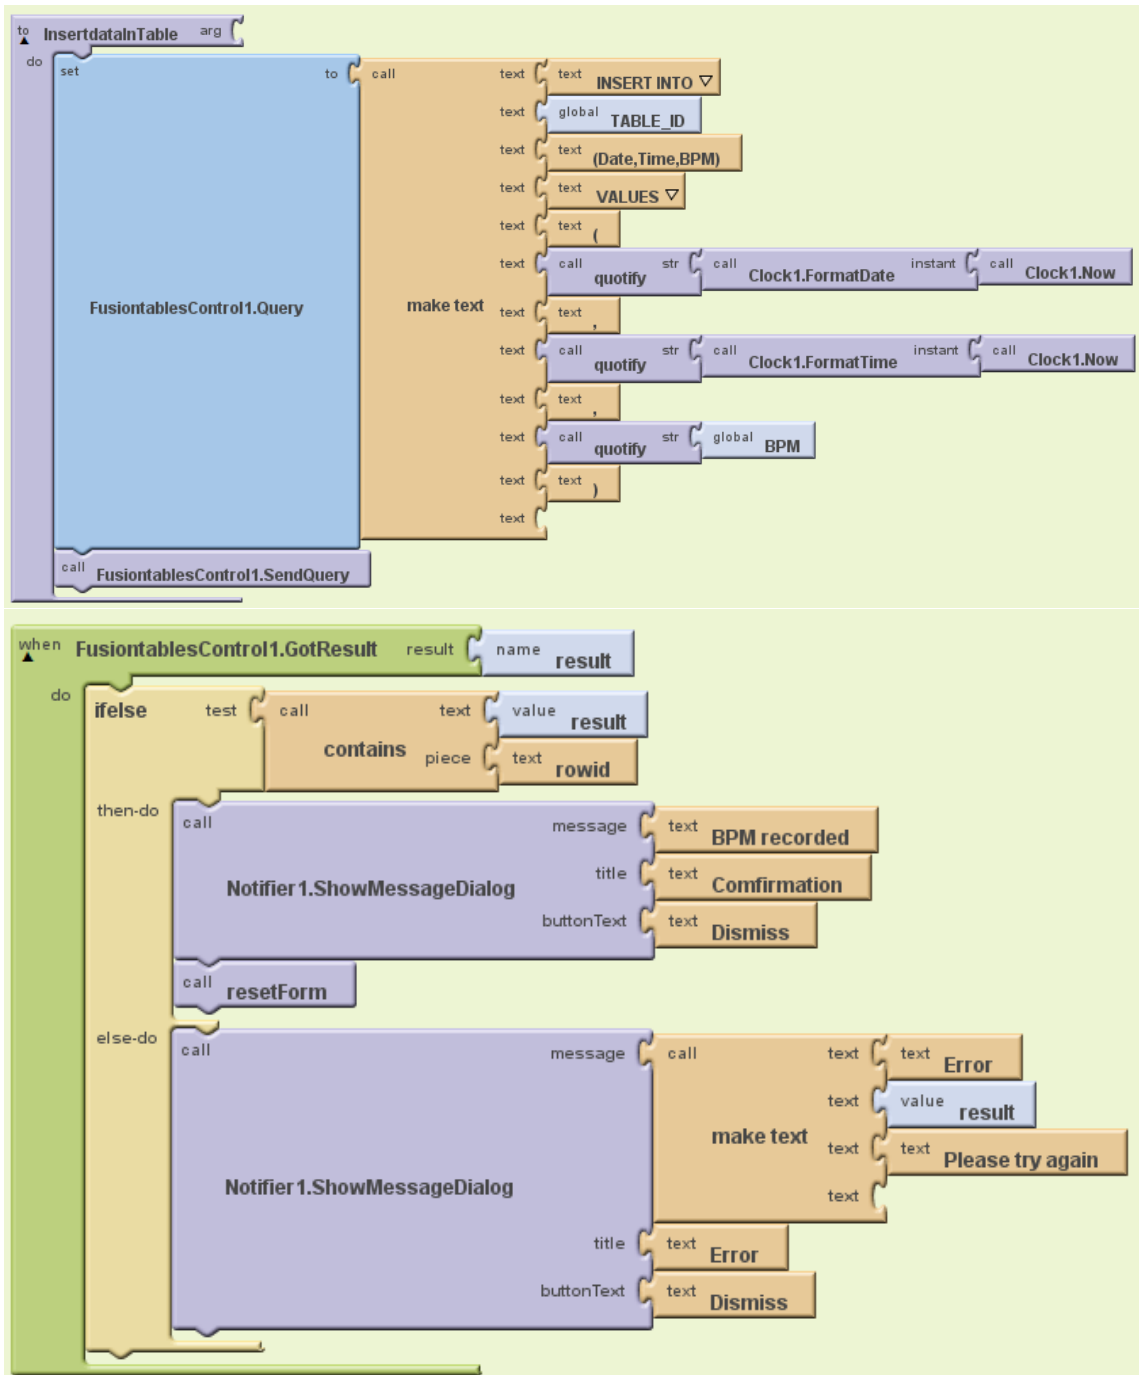 to InsertdataInTable arg
do set to call text text INSERT INTO
text global TABLE_ID
text text (Date,Time,BPM)
text text VALUES
text text (
text call quotify str call Clock1.FormatDate instant call Clock1.Now
FusiontablesControl1.Query make text text text ,
text call quotify str call Clock1.FormatTime instant call Clock1.Now
text text ,
text call quotify str global BPM
text text )
text
call FusiontablesControl1.SendQuery
when FusiontablesControl1.GotResult result name result
do ifelse test call text value result
contains piece text rowid
then-do call message text BPM recorded
Notifier1.ShowMessageDialog title text Comfirmation
buttonText text Dismiss
call resetForm
else-do call message call text text Error
text value result
make text text text Please try again
Notifier1.ShowMessageDialog text
title text Error
buttonText text Dismiss